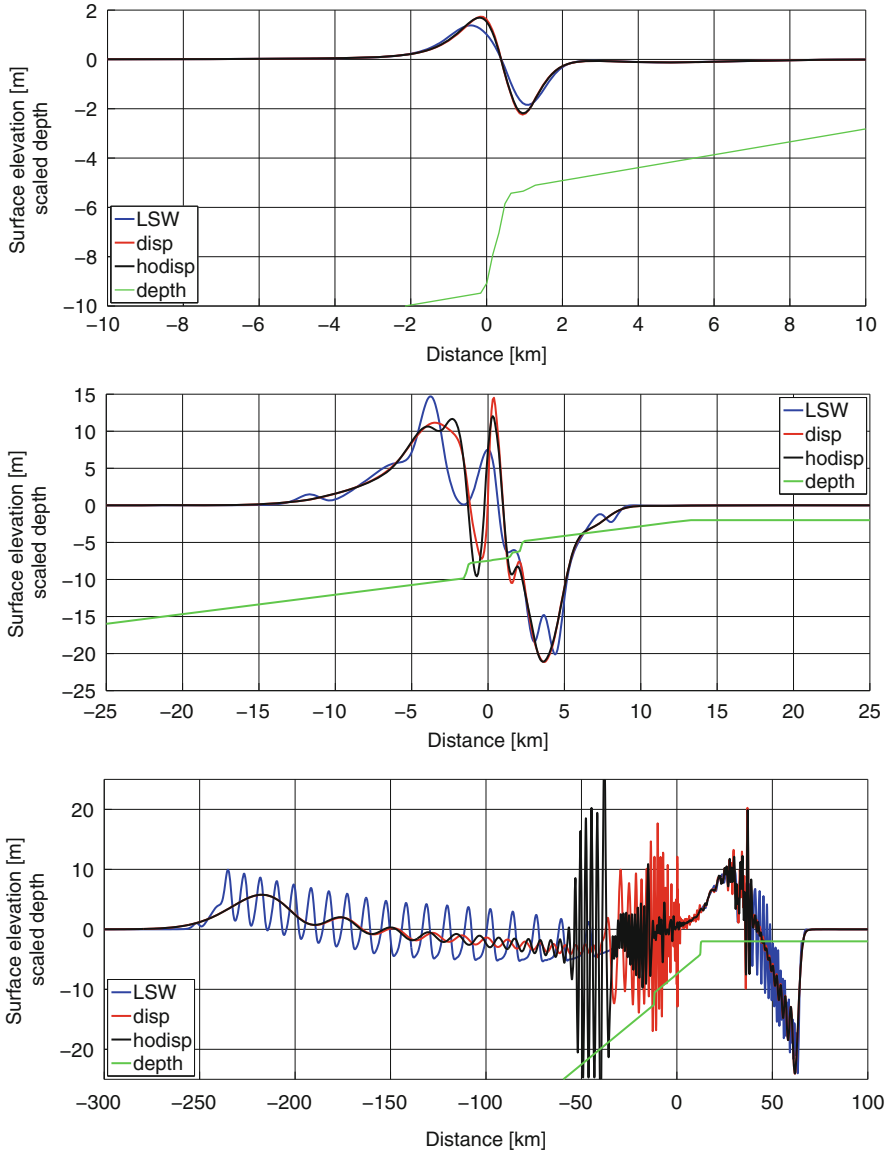 Surface elevation [m]
scaled depth
2
0
−2
−4
−6
−8
−10
LSW
disp
hodisp
depth
−10 −8 −6 −4 −2 0 2 4 6 8 10
Distance [km]
Surface elevation [m]
scaled depth
15
10
5
0
−5
−10
−15
−20
−25
LSW
disp
hodisp
depth
−25 −20 −15 −10 −5 0 5 10 15 20 25
Distance [km]
Surface elevation [m]
scaled depth
20
10
0
−10
−20
LSW
disp
hodisp
depth
−300 −250 −200 −150 −100 −50 0 50 100
Distance [km]